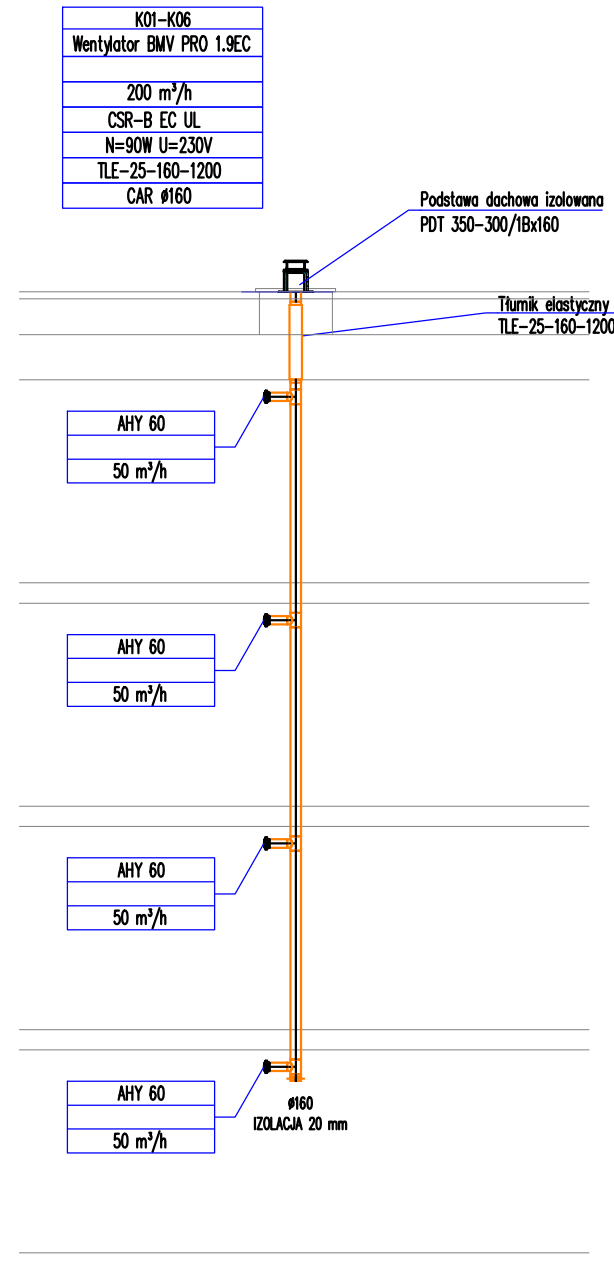 K01-K06
Wentylator BMV PRO 1.9EC
200 m³/h
CSR-B EC UL
N=90W U=230V
TLE-25-160-1200
CAR ø160
Podstawa dachowa izolowana
PDT 350-300/1Bx160
Tłumik elastyczny
TLE-25-160-1200
AHY 60
50 m³/h
AHY 60
50 m³/h
AHY 60
50 m³/h
AHY 60
50 m³/h
ø160
IZOLACJA 20 mm